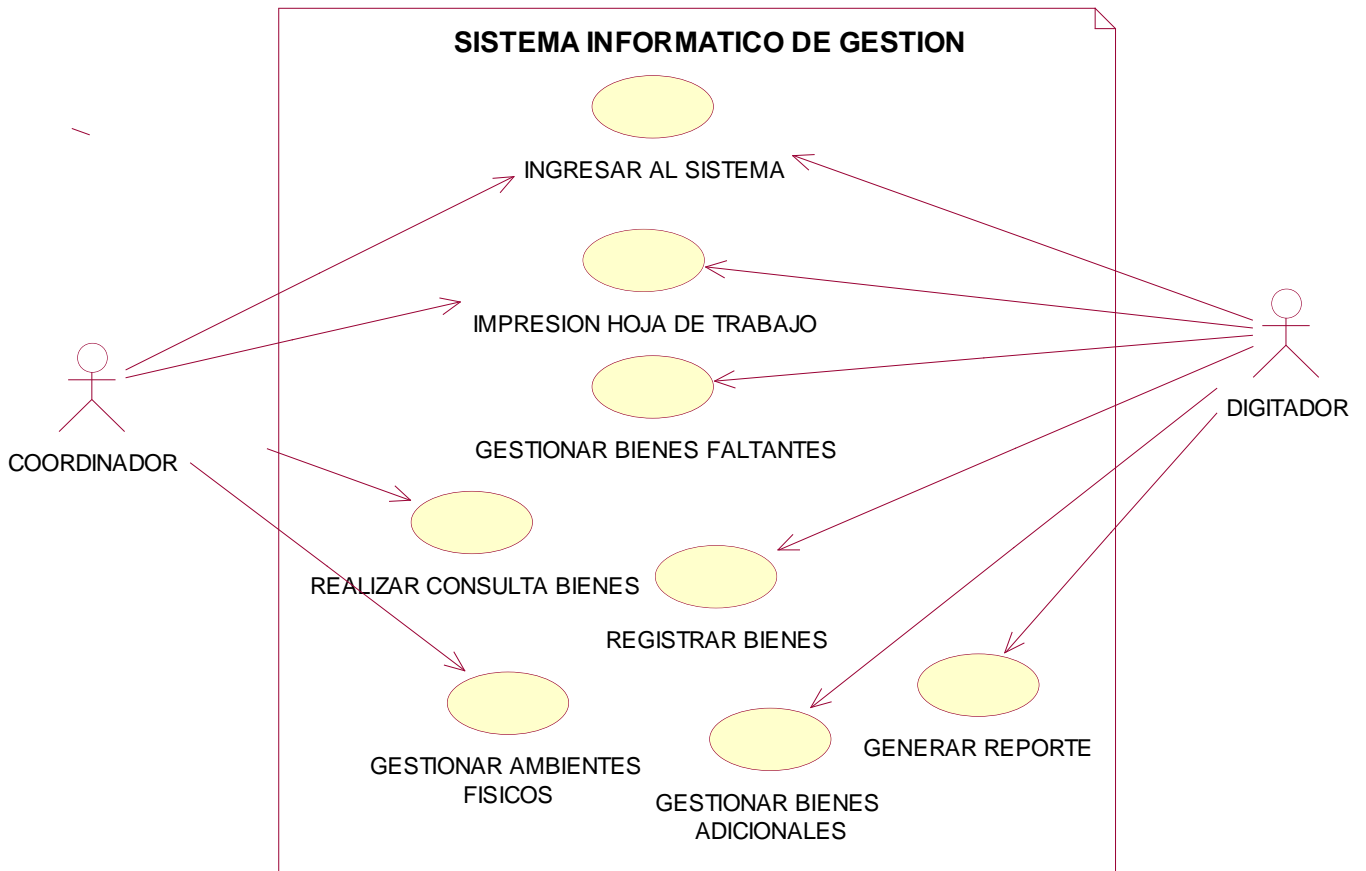 SISTEMA INFORMATICO DE GESTION
INGRESAR AL SISTEMA
IMPRESION HOJA DE TRABAJO
DIGITADOR
GESTIONAR BIENES FALTANTES
COORDINADOR
REALIZAR CONSULTA BIENES
REGISTRAR BIENES
GENERAR REPORTE
GESTIONAR AMBIENTES
FISICOS
GESTIONAR BIENES
ADICIONALES